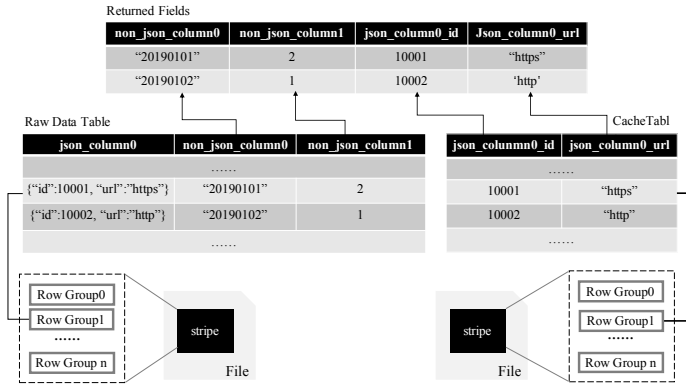 Returned Fields
non_json_column0 non_json_column1 json_column0_id Json_column0_url
“20190101” 2 10001 “https”
“20190102” 1 10002 ‘http’
Raw Data Table CacheTabl
json_column0 non_json_column0 non_json_column1 json_colunmn0_id json_column0_url
…… ……
{“id”:10001, “url”:”https”} “20190101” 2 10001 “https”
{“id”:10002, “url”:”http”} “20190102” 1 10002 “http”
…… ……
Row Group0 Row Group0
Row Group1 stripe stripe Row Group1
…… ……
Row Group n File File Row Group n